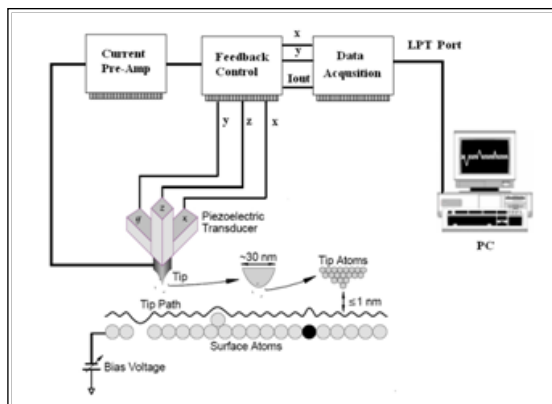 x
Current
Pre-Amp
Feedback
Control
y
Data
Acqusition
LPT Port
Iout
y
z
x
z
y
x
Piezoelectric
Transducer
PC
Tip
~30 nm
Tip Atoms
Tip Path
≤1 nm
Surface Atoms
Bias Voltage